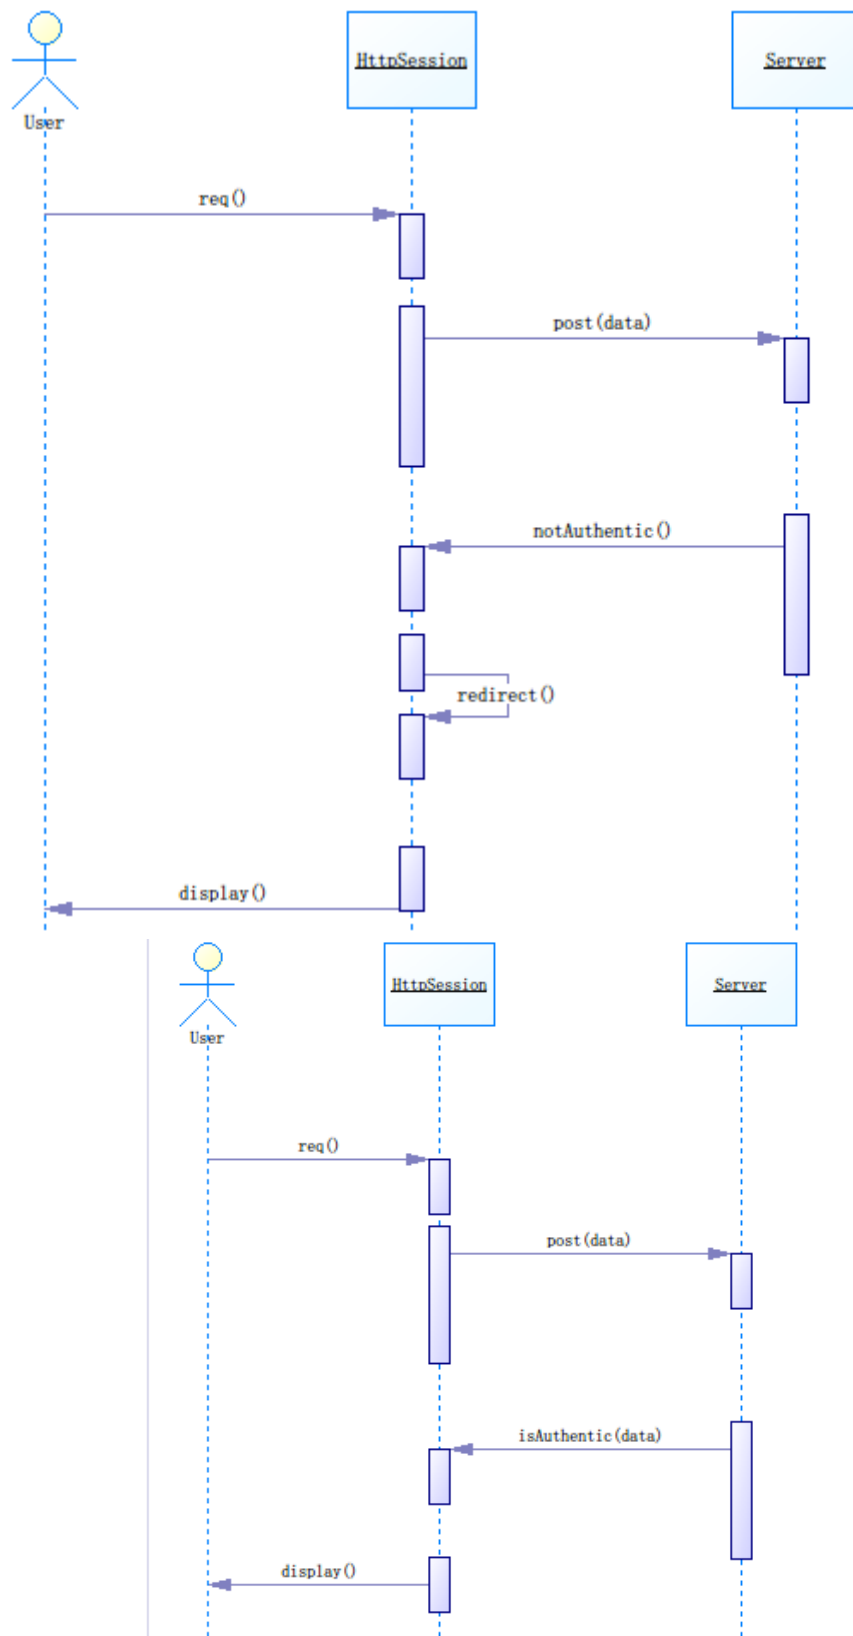 HttpSession
Server
User
req()
post(data)
notAuthentic()
redirect()
display()
HttpSession
Server
User
req()
post(data)
isAuthentic(data)
display()